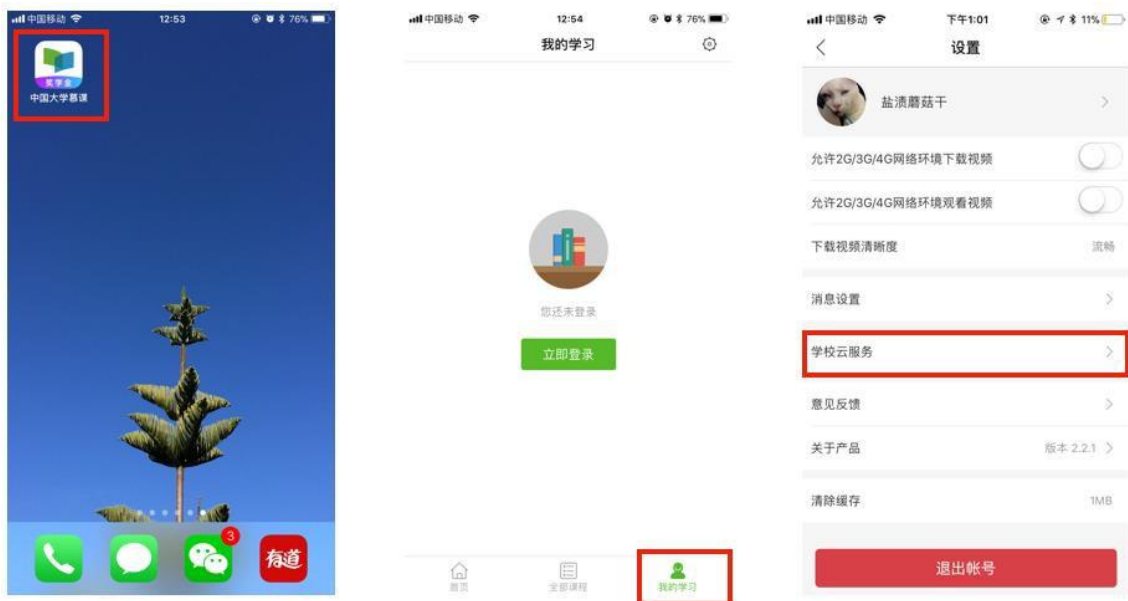 中国移动
12:53
76%
奖学金
中国大学慕课
3
有道
中国移动
12:54
76%
我的学习
您还未登录
立即登录
首页
全部课程
我的学习
中国移动
下午1:01
11%
设置
盐渍蘑菇干
允许2G/3G/4G网络环境下载视频
允许2G/3G/4G网络环境观看视频
下载视频清晰度
流畅
消息设置
学校云服务
意见反馈
关于产品
版本 2.2.1
清除缓存
1MB
退出帐号